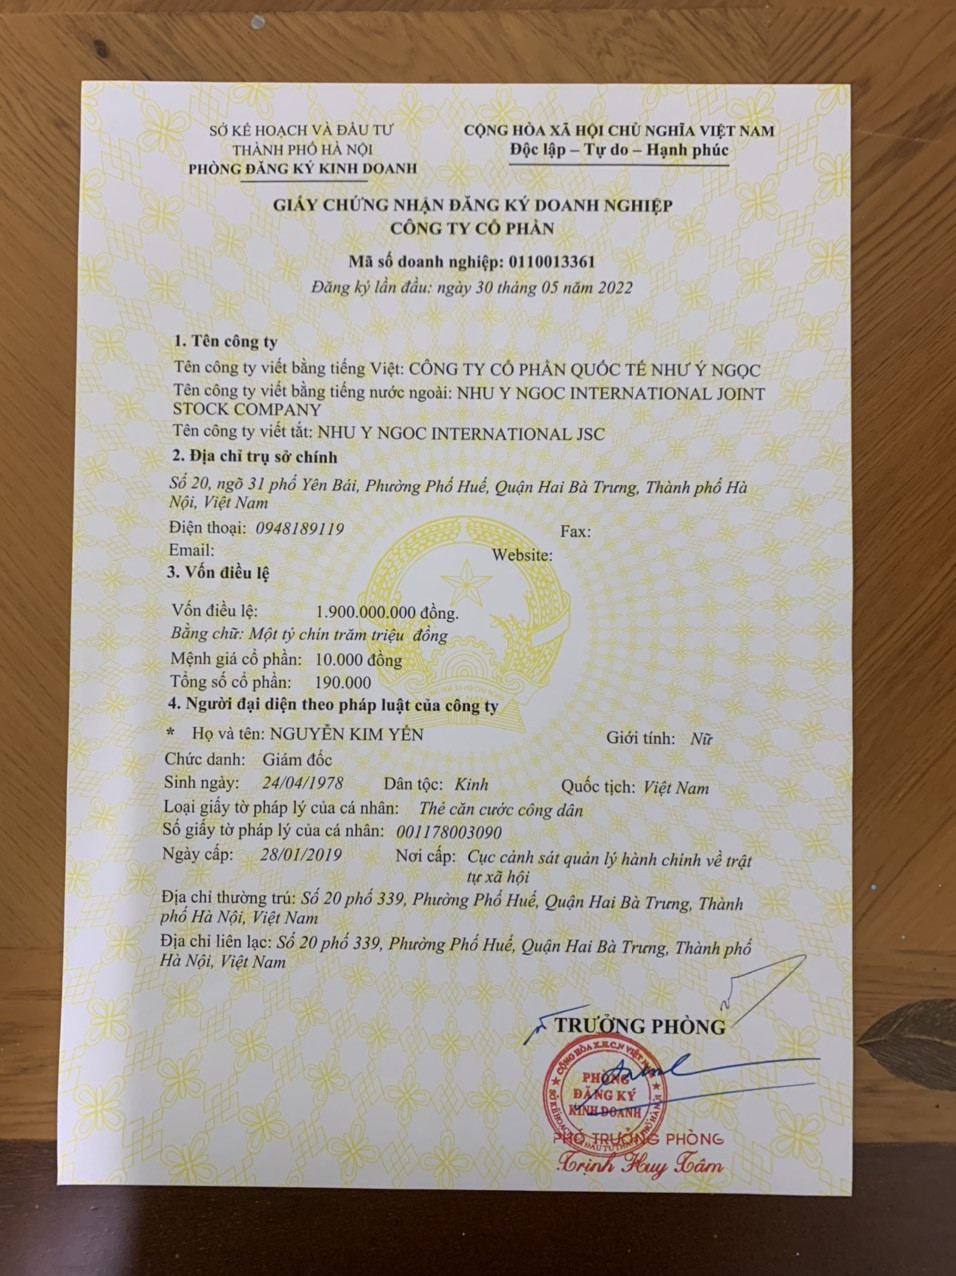 SỞ KẾ HOẠCH VÀ ĐẦU TƯ
THÀNH PHỐ HÀ NỘI
PHÒNG ĐĂNG KÝ KINH DOANH
CỘNG HÒA XÃ HỘI CHỦ NGHĨA VIỆT NAM
Độc lập – Tự do – Hạnh phúc
GIẤY CHỨNG NHẬN ĐĂNG KÝ DOANH NGHIỆP
CÔNG TY CỔ PHẦN
Mã số doanh nghiệp: 0110013361
Đăng ký lần đầu: ngày 30 tháng 05 năm 2022
1. Tên công ty
Tên công ty viết bằng tiếng Việt: CÔNG TY CỔ PHẦN QUỐC TẾ NHƯ Ý NGỌC
Tên công ty viết bằng tiếng nước ngoài: NHU Y NGOC INTERNATIONAL JOINT
STOCK COMPANY
Tên công ty viết tắt: NHU Y NGOC INTERNATIONAL JSC
2. Địa chỉ trụ sở chính
Số 20, ngõ 31 phố Yên Bái, Phường Phố Huế, Quận Hai Bà Trưng, Thành phố Hà
Nội, Việt Nam
Điện thoại: 0948189119 Fax:
Email: Website:
3. Vốn điều lệ
Vốn điều lệ: 1.900.000.000 đồng.
Bằng chữ: Một tỷ chín trăm triệu đồng
Mệnh giá cổ phần: 10.000 đồng
Tổng số cổ phần: 190.000
4. Người đại diện theo pháp luật của công ty
* Họ và tên: NGUYỄN KIM YẾN Giới tính: Nữ
Chức danh: Giám đốc
Sinh ngày: 24/04/1978 Dân tộc: Kinh Quốc tịch: Việt Nam
Loại giấy tờ pháp lý của cá nhân: Thẻ căn cước công dân
Số giấy tờ pháp lý của cá nhân: 001178003090
Ngày cấp: 28/01/2019 Nơi cấp: Cục cảnh sát quản lý hành chính về trật
tự xã hội
Địa chỉ thường trú: Số 20 phố 339, Phường Phố Huế, Quận Hai Bà Trưng, Thành
phố Hà Nội, Việt Nam
Địa chỉ liên lạc: Số 20 phố 339, Phường Phố Huế, Quận Hai Bà Trưng, Thành phố
Hà Nội, Việt Nam
TRƯỞNG PHÒNG
CỘNG HÒA X.H.C.N VIỆT
PHÒNG
ĐĂNG KÝ
KINH DOANH
PHÓ TRƯỞNG PHÒNG
Trịnh Huy Tâm